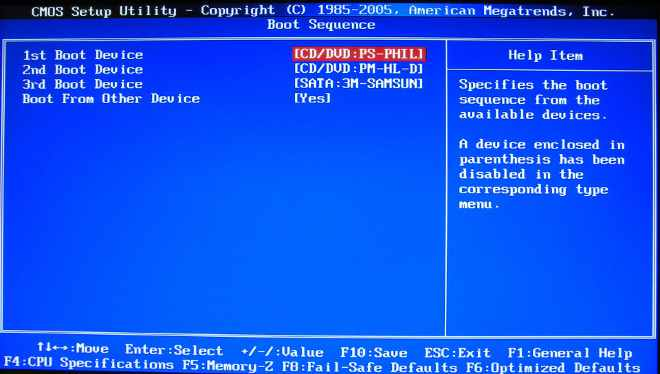 CMOS Setup Utility - Copyright (C) 1985-2005, American Megatrends, Inc.
Boot Sequence
1st Boot Device [CD/DVD:PS-PHIL]
2nd Boot Device [CD/DVD:PM-HL-D]
3rd Boot Device [SATA:3M-SAMSUN]
Boot From Other Device [Yes]
Help Item
Specifies the boot
sequence from the
available devices.
A device enclosed in
parenthesis has been
disabled in the
corresponding type
menu.
↑↓←→:Move Enter:Select +/-/:Value F10:Save ESC:Exit F1:General Help
F4:CPU Specifications F5:Memory-Z F8:Fail-Safe Defaults F6:Optimized Defaults